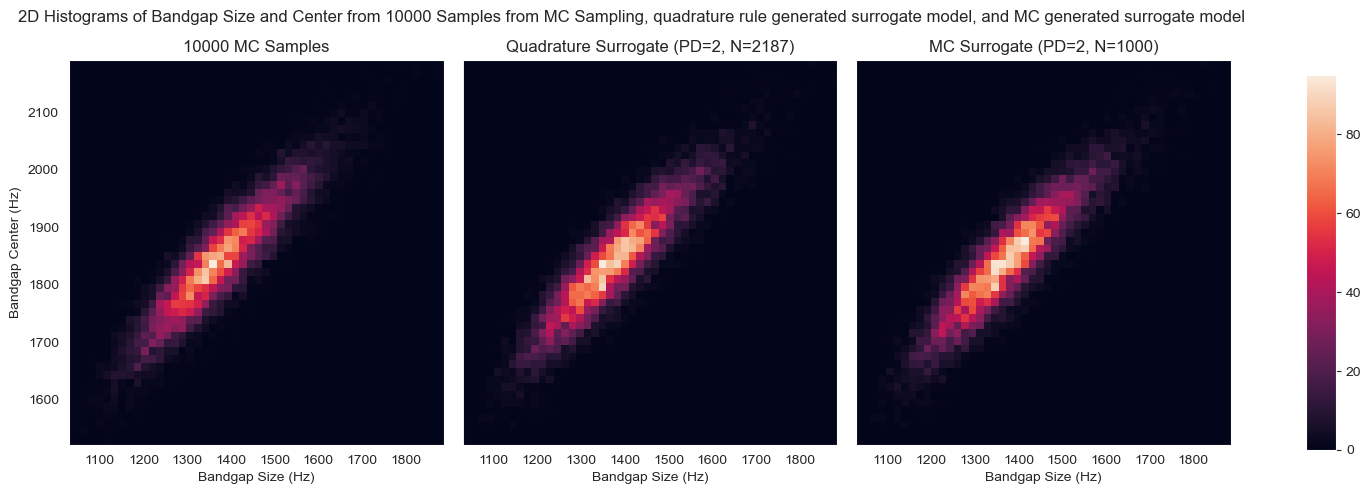 2D Histograms of Bandgap Size and Center from 10000 Samples from MC Sampling, quadrature rule generated surrogate model, and MC generated surrogate model
10000 MC Samples
Quadrature Surrogate (PD=2, N=2187)
MC Surrogate (PD=2, N=1000)
Bandgap Center (Hz)
2100
2000
1900
1800
1700
1600
1100 1200 1300 1400 1500 1600 1700 1800
Bandgap Size (Hz)
1100 1200 1300 1400 1500 1600 1700 1800
Bandgap Size (Hz)
1100 1200 1300 1400 1500 1600 1700 1800
Bandgap Size (Hz)
80
60
40
20
0